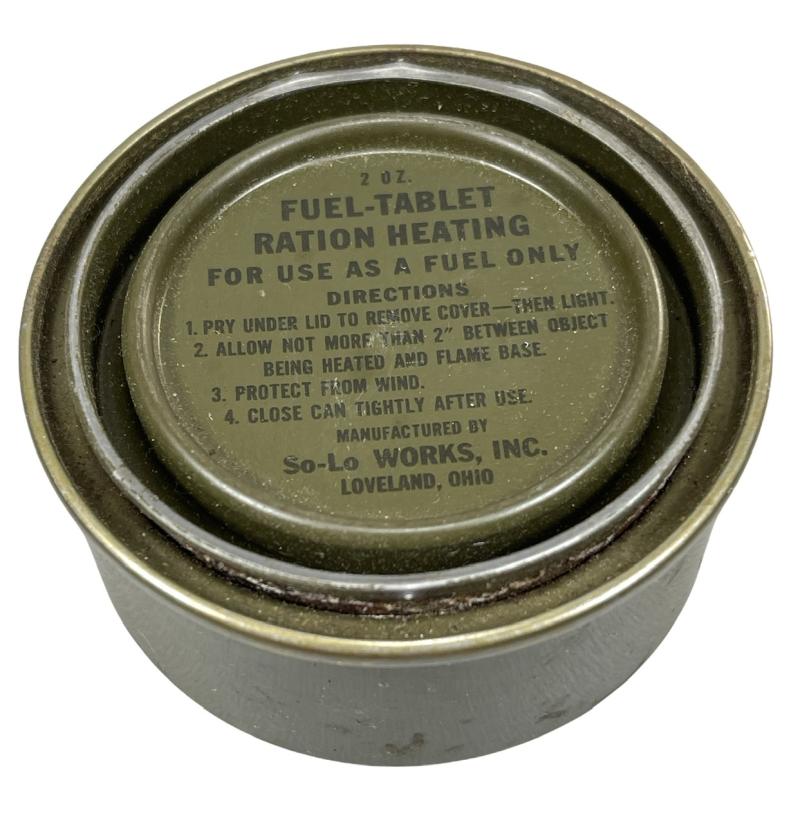 2 OZ.
FUEL-TABLET
RATION HEATING
FOR USE AS A FUEL ONLY
DIRECTIONS
1. PRY UNDER LID TO REMOVE COVER—THEN LIGHT.
2. ALLOW NOT MORE THAN 2" BETWEEN OBJECT
BEING HEATED AND FLAME BASE.
3. PROTECT FROM WIND.
4. CLOSE CAN TIGHTLY AFTER USE.
MANUFACTURED BY
So-Lo WORKS, INC.
LOVELAND, OHiO